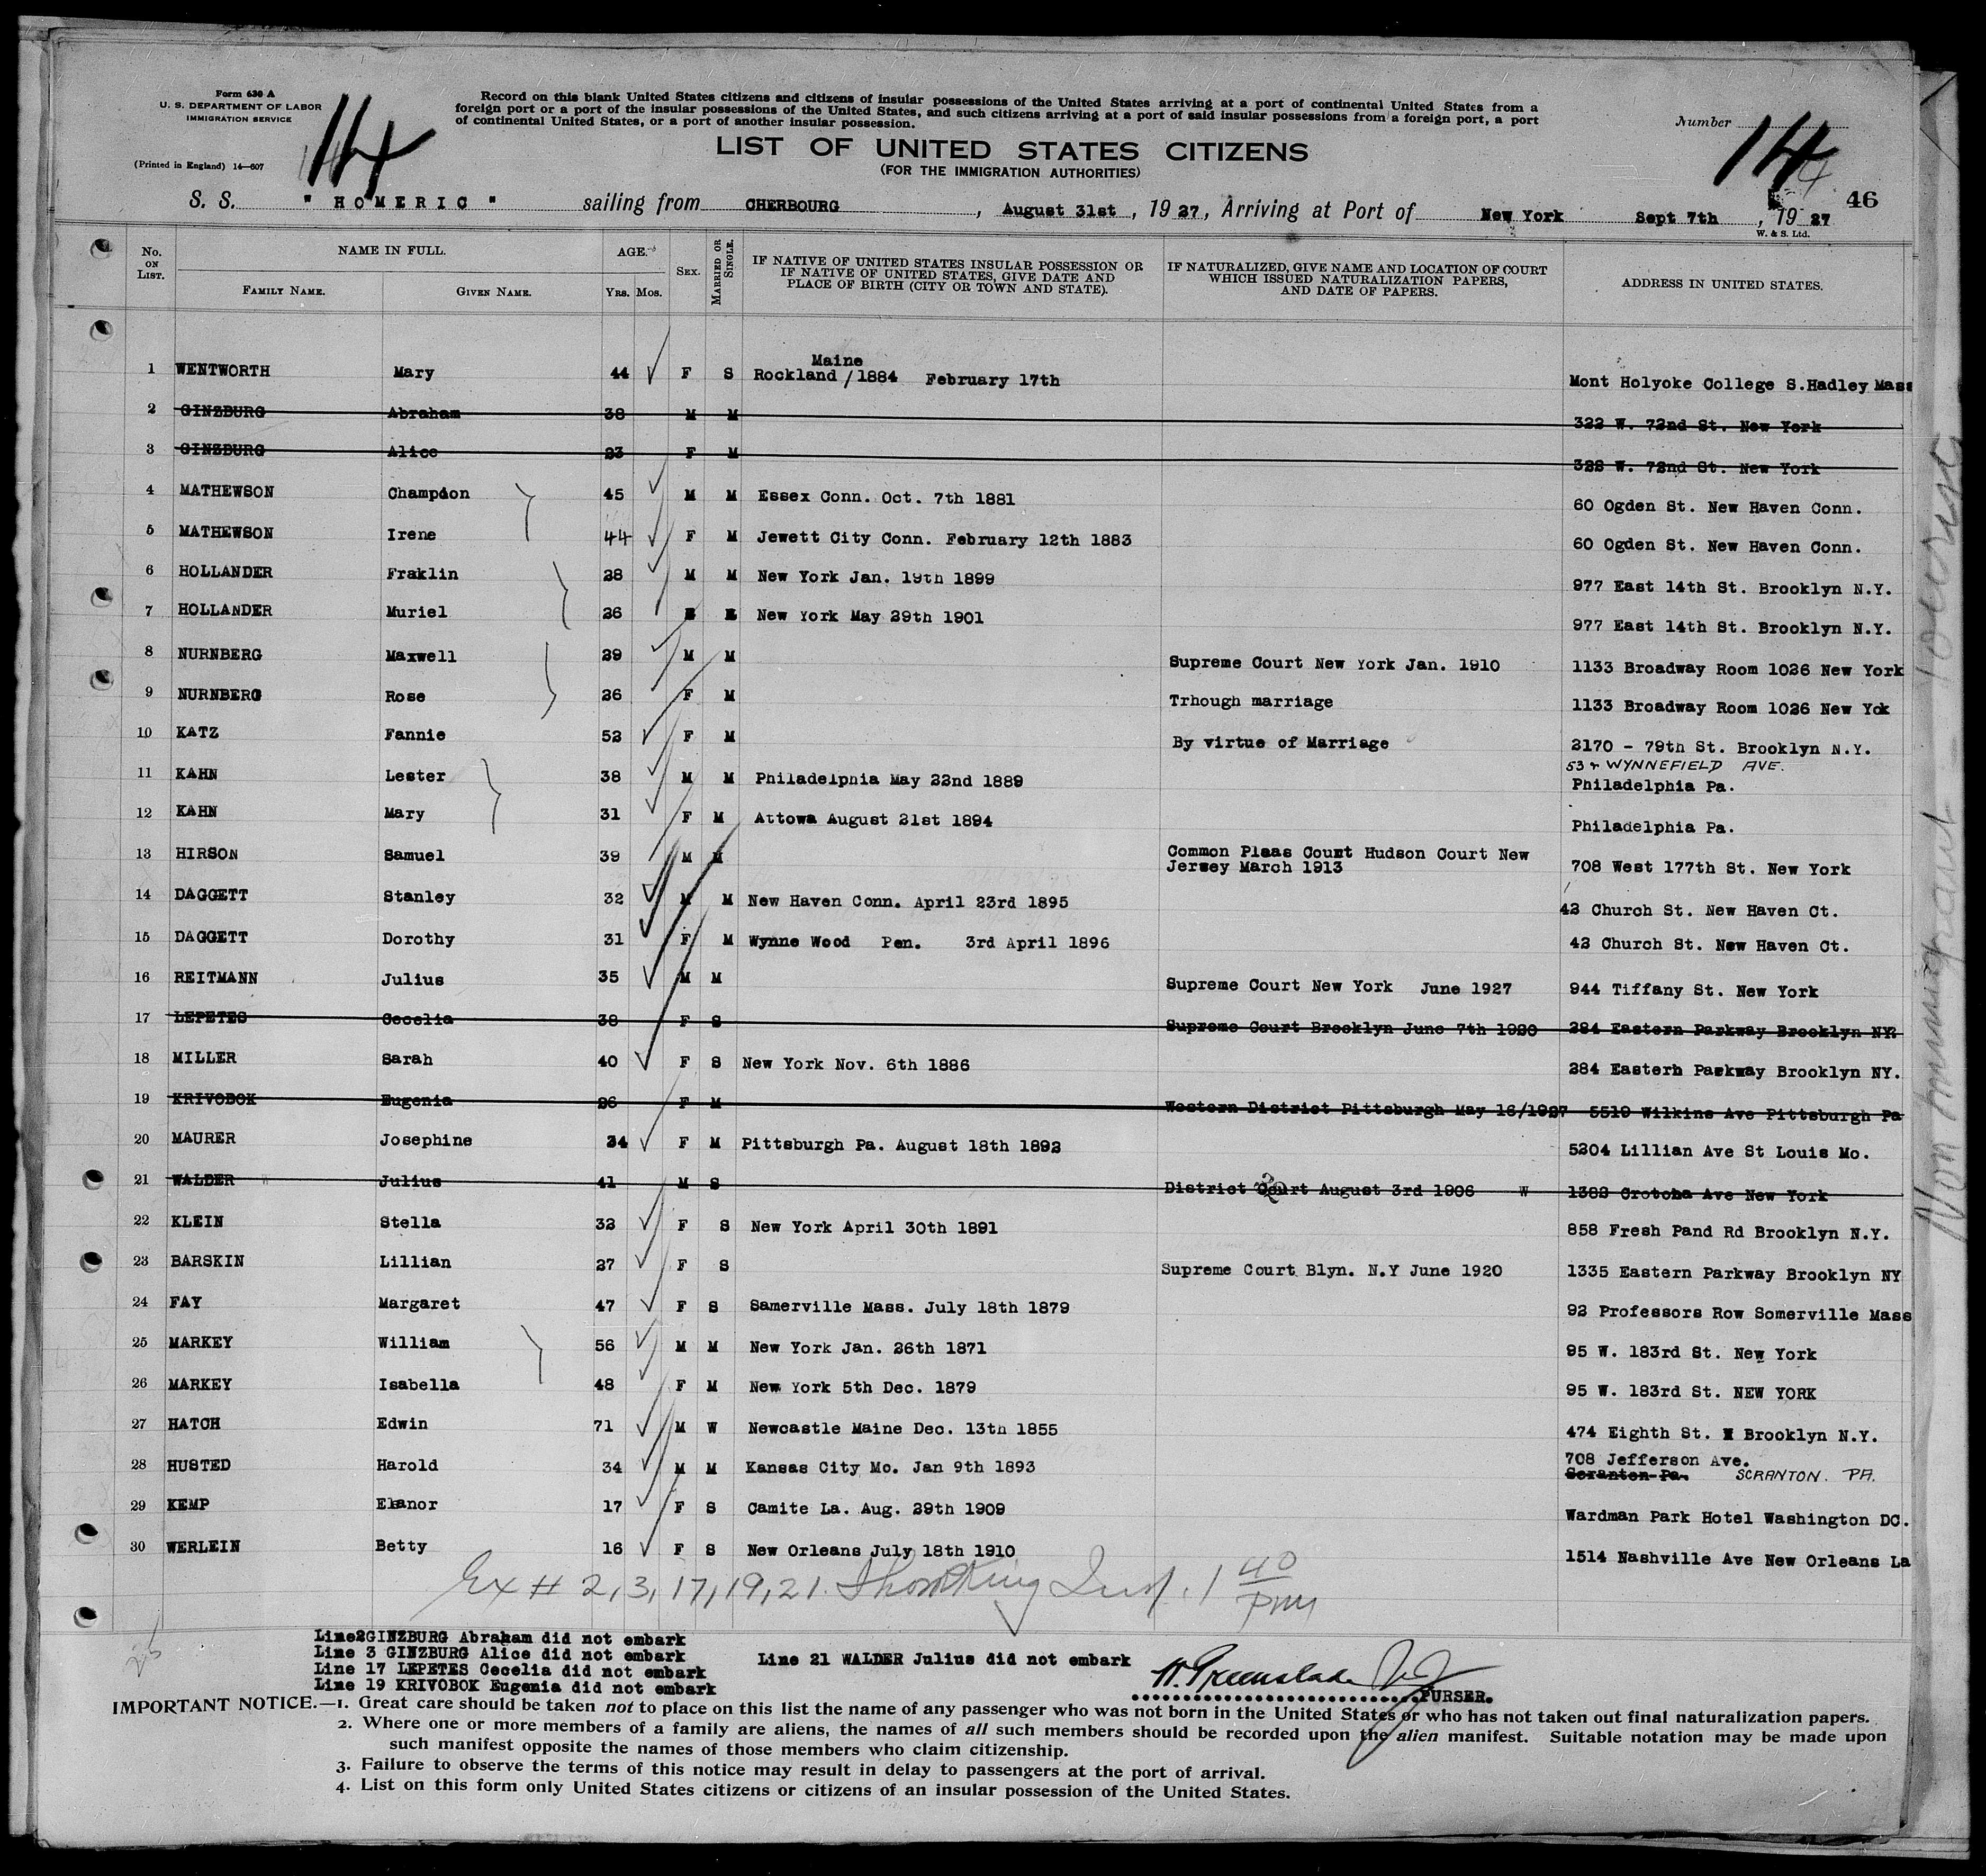 Form 630 A
U. S. DEPARTMENT OF LABOR
IMMIGRATION SERVICE
(Printed in England) 14—607
14
Record on this blank United States citizens and citizens of insular possessions of the United States arriving at a port of continental United States from a
foreign port or a port of the insular possessions of the United States, and such citizens arriving at a port of said insular possessions from a foreign port, a port
of continental United States, or a port of another insular possession.
Number 14
LIST OF UNITED STATES CITIZENS
(FOR THE IMMIGRATION AUTHORITIES)
46
S. S. " HOMERIC " sailing from CHERBOURG, August 31st, 1927, Arriving at Port of New York Sept 7th, 1927
W. & S. Ltd.
No. ON LIST. NAME IN FULL. FAMILY NAME. GIVEN NAME. AGE. YRS. MOS. SEX. MARRIED OR SINGLE. IF NATIVE OF UNITED STATES INSULAR POSSESSION OR IF NATIVE OF UNITED STATES, GIVE DATE AND PLACE OF BIRTH (CITY OR TOWN AND STATE). IF NATURALIZED, GIVE NAME AND LOCATION OF COURT WHICH ISSUED NATURALIZATION PAPERS, AND DATE OF PAPERS. ADDRESS IN UNITED STATES.
1 WENTWORTH Mary 44 F S Rockland / Maine 1884 February 17th Mont Holyoke College S.Hadley Mass
2 GINZBURG Abraham 38 M M 322 W. 72nd St. New York
3 GINZBURG Alice 23 F M 322 W. 72nd St. New York
4 MATHEWSON Champion 45 M M Essex Conn. Oct. 7th 1881 60 Ogden St. New Haven Conn.
5 MATHEWSON Irene 44 F M Jewett City Conn. February 12th 1883 60 Ogden St. New Haven Conn.
6 HOLLANDER Fraklin 28 M M New York Jan. 19th 1899 977 East 14th St. Brooklyn N.Y.
7 HOLLANDER Muriel 26 New York May 29th 1901 977 East 14th St. Brooklyn N.Y.
8 NURNBERG Maxwell 29 M M Supreme Court New York Jan. 1910 1133 Broadway Room 1026 New York
9 NURNBERG Rose 26 F M Trhough marriage 1133 Broadway Room 1026 New Yok
10 KATZ Fannie 52 F M By virtue of Marriage 2170 - 79th St. Brooklyn N.Y.
11 KAHN Lester 38 M M Philadelphia May 22nd 1889 53 & WYNNEFIELD AVE. Philadelphia Pa.
12 KAHN Mary 31 F M Attowa August 21st 1894 Philadelphia Pa.
13 HIRSON Samuel 39 M M Common Pleas Count Hudson Court New Jersey March 1913 708 West 177th St. New York
14 DAGGETT Stanley 32 M M New Haven Conn. April 23rd 1895 42 Church St. New Haven Ct.
15 DAGGETT Dorothy 31 F M Wynne Wood Pen. 3rd April 1896 42 Church St. New Haven Ct.
16 REITMANN Julius 35 M M Supreme Court New York June 1927 944 Tiffany St. New York
17 LEPETES Cecelia 38 F S Supreme Court Brooklyn June 7th 1920 284 Eastern Parkway Brooklyn NY.
18 MILLER Sarah 40 F S New York Nov. 6th 1886 284 Eastern Parkway Brooklyn NY.
19 KRIVOBOK Eugenia 26 F M Western District Pittsburgh May 16/1927 5519 Wilkins Ave Pittsburgh Pa
20 MAURER Josephine 34 F M Pittsburgh Pa. August 18th 1892 5204 Lillian Ave St Louis Mo.
21 WALDER Julius 41 M S District Court August 3rd 1906 W 1382 Crotona Ave New York
22 KLEIN Stella 32 F S New York April 30th 1891 858 Fresh Pand Rd Brooklyn N.Y.
23 BARSKIN Lillian 27 F S Supreme Court Blyn. N.Y June 1920 1335 Eastern Parkway Brooklyn NY
24 FAY Margaret 47 F S Samerville Mass. July 18th 1879 92 Professors Row Somerville Mass
25 MARKEY William 56 M M New York Jan. 26th 1871 95 W. 183rd St. New York
26 MARKEY Isabella 48 F M New York 5th Dec. 1879 95 W. 183rd St. NEW YORK
27 HATCH Edwin 71 M W Newcastle Maine Dec. 13th 1855 474 Eighth St. Brooklyn N.Y.
28 HUSTED Harold 34 M M Kansas City Mo. Jan 9th 1893 708 Jefferson Ave. Scranton Pa. SCRANTON. PA.
29 KEMP Elanor 17 F S Camite La. Aug. 29th 1909 Wardman Park Hotel Washington DC.
30 WERLEIN Betty 16 F S New Orleans July 18th 1910 1514 Nashville Ave New Orleans La
Ex # 2, 3, 17, 19, 21. Insp. 1 40 pm
Line2GINZBURG Abraham did not embark
Line 3 GINZBURG Alice did not embark
Line 17 LEPETES Cecelia did not embark Line 21 WALDER Julius did not embark
Line 19 KRIVOBOK Eugenia did not embark
H. Greenslade
PURSER.
IMPORTANT NOTICE.—1. Great care should be taken not to place on this list the name of any passenger who was not born in the United States or who has not taken out final naturalization papers.
2. Where one or more members of a family are aliens, the names of all such members should be recorded upon the alien manifest. Suitable notation may be made upon
such manifest opposite the names of those members who claim citizenship.
3. Failure to observe the terms of this notice may result in delay to passengers at the port of arrival.
4. List on this form only United States citizens or citizens of an insular possession of the United States.
Non immigrant - tourist